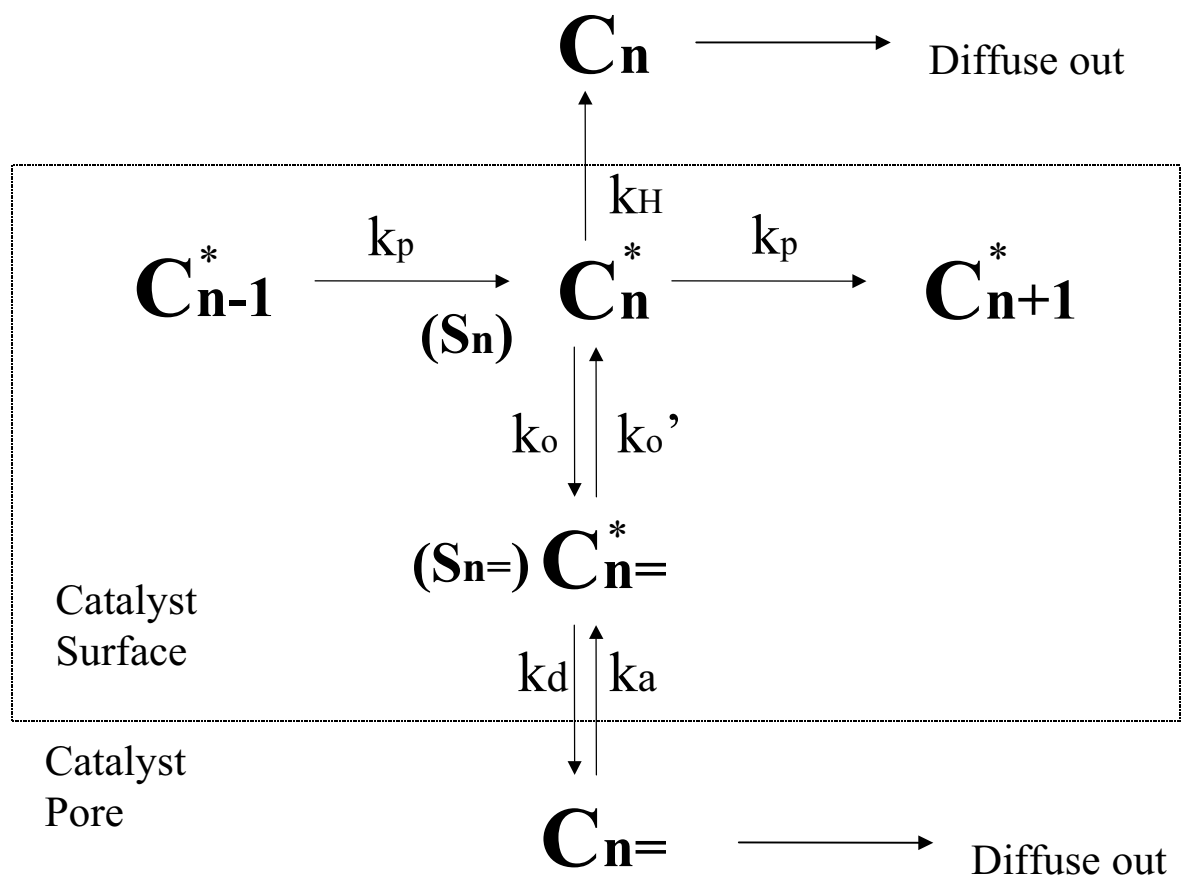 Cn
Diffuse out
kH
kp
kp
C*n-1
C*n
C*n+1
(Sn)
ko
ko’
(Sn=) C*n=
Catalyst
Surface
kd
ka
Catalyst
Pore
Cn=
Diffuse out